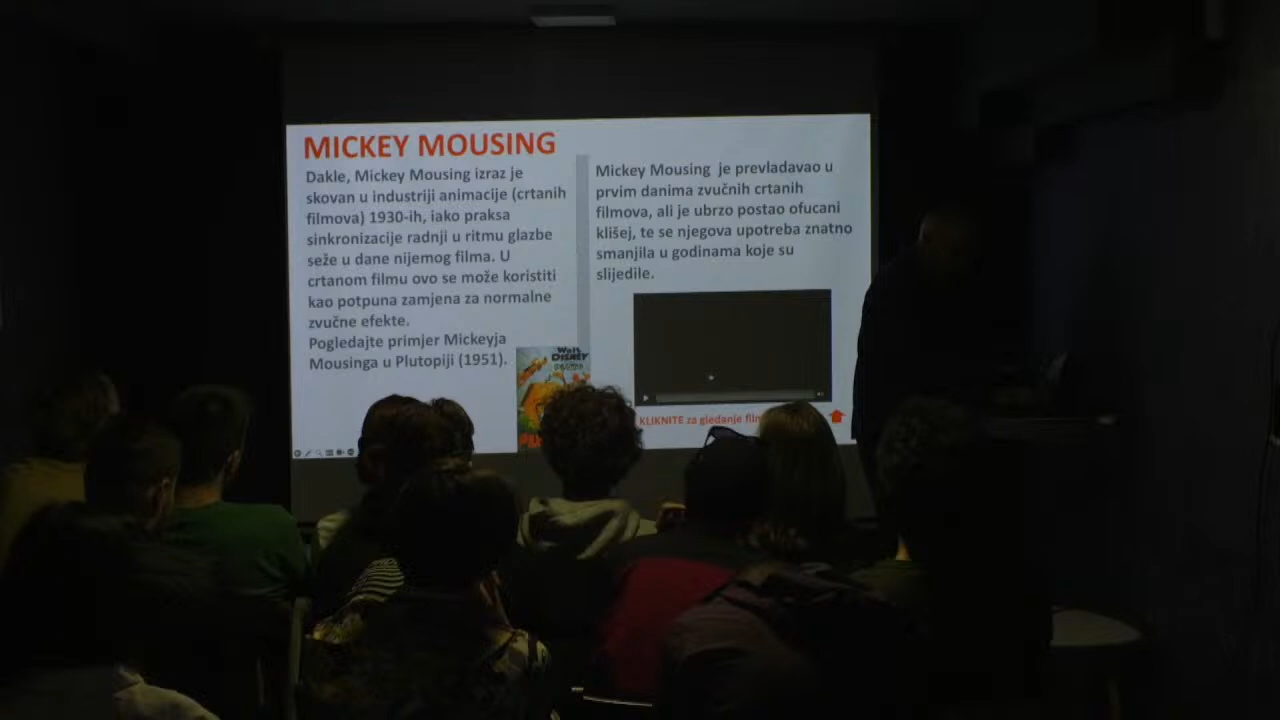 MICKEY MOUSING
Dakle, Mickey Mousing izraz je
skovan u industriji animacije (crtanih
filmova) 1930-ih, iako praksa
sinkronizacije radnji u ritmu glazbe
seže u dane nijemog filma. U
crtanom filmu ovo se može koristiti
kao potpuna zamjena za normalne
zvučne efekte.
Pogledajte primjer Mickeyja
Mousinga u Plutopiji (1951).
WALT
DISNEY
Mickey Mousing je prevladavao u
prvim danima zvučnih crtanih
filmova, ali je ubrzo postao ofucani
klišej, te se njegova upotreba znatno
smanjila u godinama koje su
slijedile.
KLIKNITE za gledanje